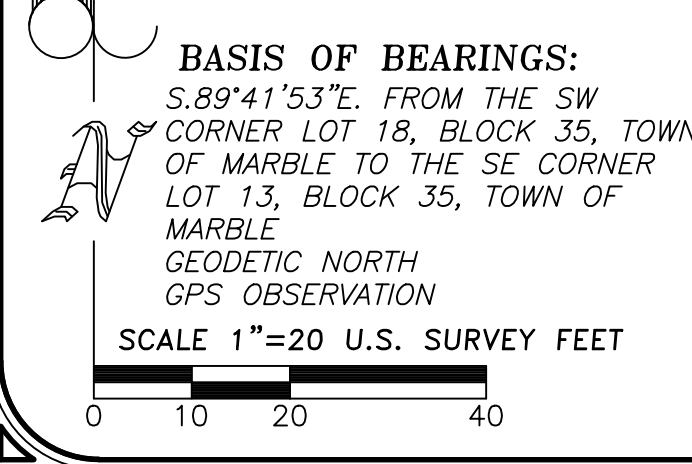 BASIS OF BEARINGS:
S.89°41'53"E. FROM THE SW
CORNER LOT 18, BLOCK 35, TOWN
OF MARBLE TO THE SE CORNER
LOT 13, BLOCK 35, TOWN OF
MARBLE
GEODETIC NORTH
GPS OBSERVATION
N
SCALE 1"=20 U.S. SURVEY FEET
0 10 20 40